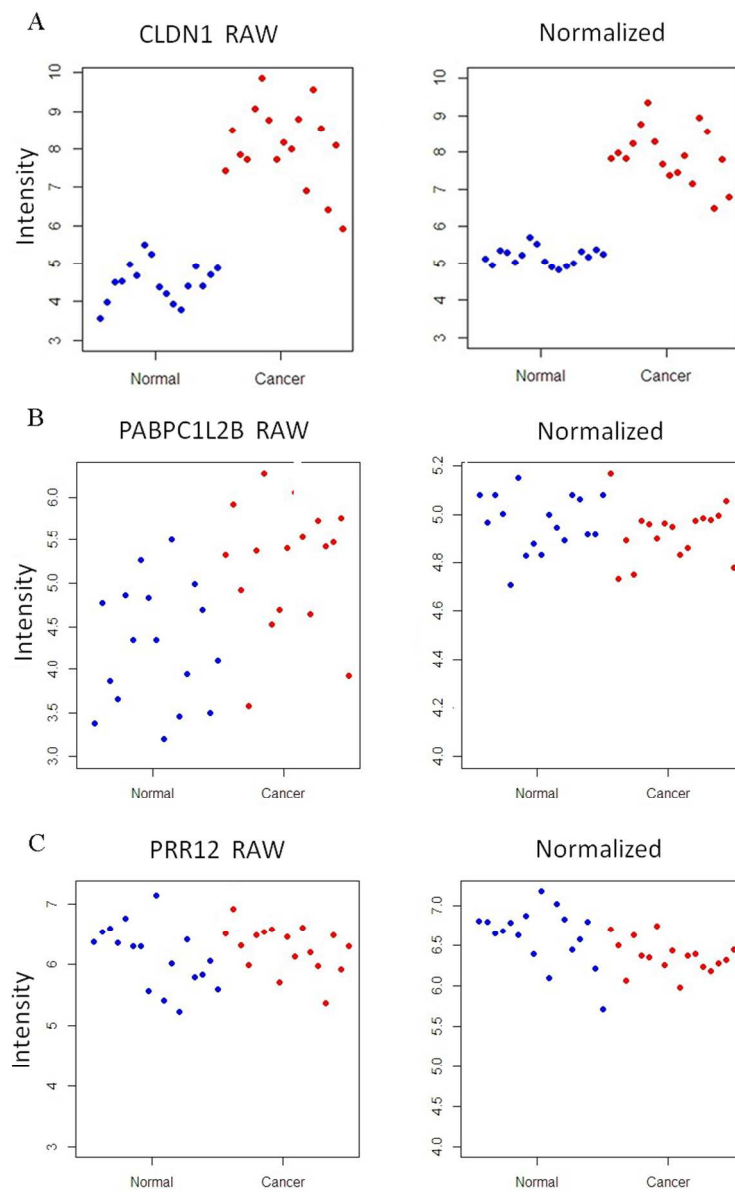 A
CLDN1 RAW
Normalized
Intensity
10
9
8
7
6
5
4
3
Normal
Cancer
10
9
8
7
6
5
4
3
Normal
Cancer
B
PABPC1L2B RAW
Normalized
Intensity
6.0
5.5
5.0
4.5
4.0
3.5
3.0
Normal
Cancer
5.2
5.0
4.8
4.6
4.4
4.2
4.0
Normal
Cancer
C
PRR12 RAW
Normalized
Intensity
7
6
5
4
3
Normal
Cancer
7.0
6.5
6.0
5.5
5.0
4.5
4.0
Normal
Cancer